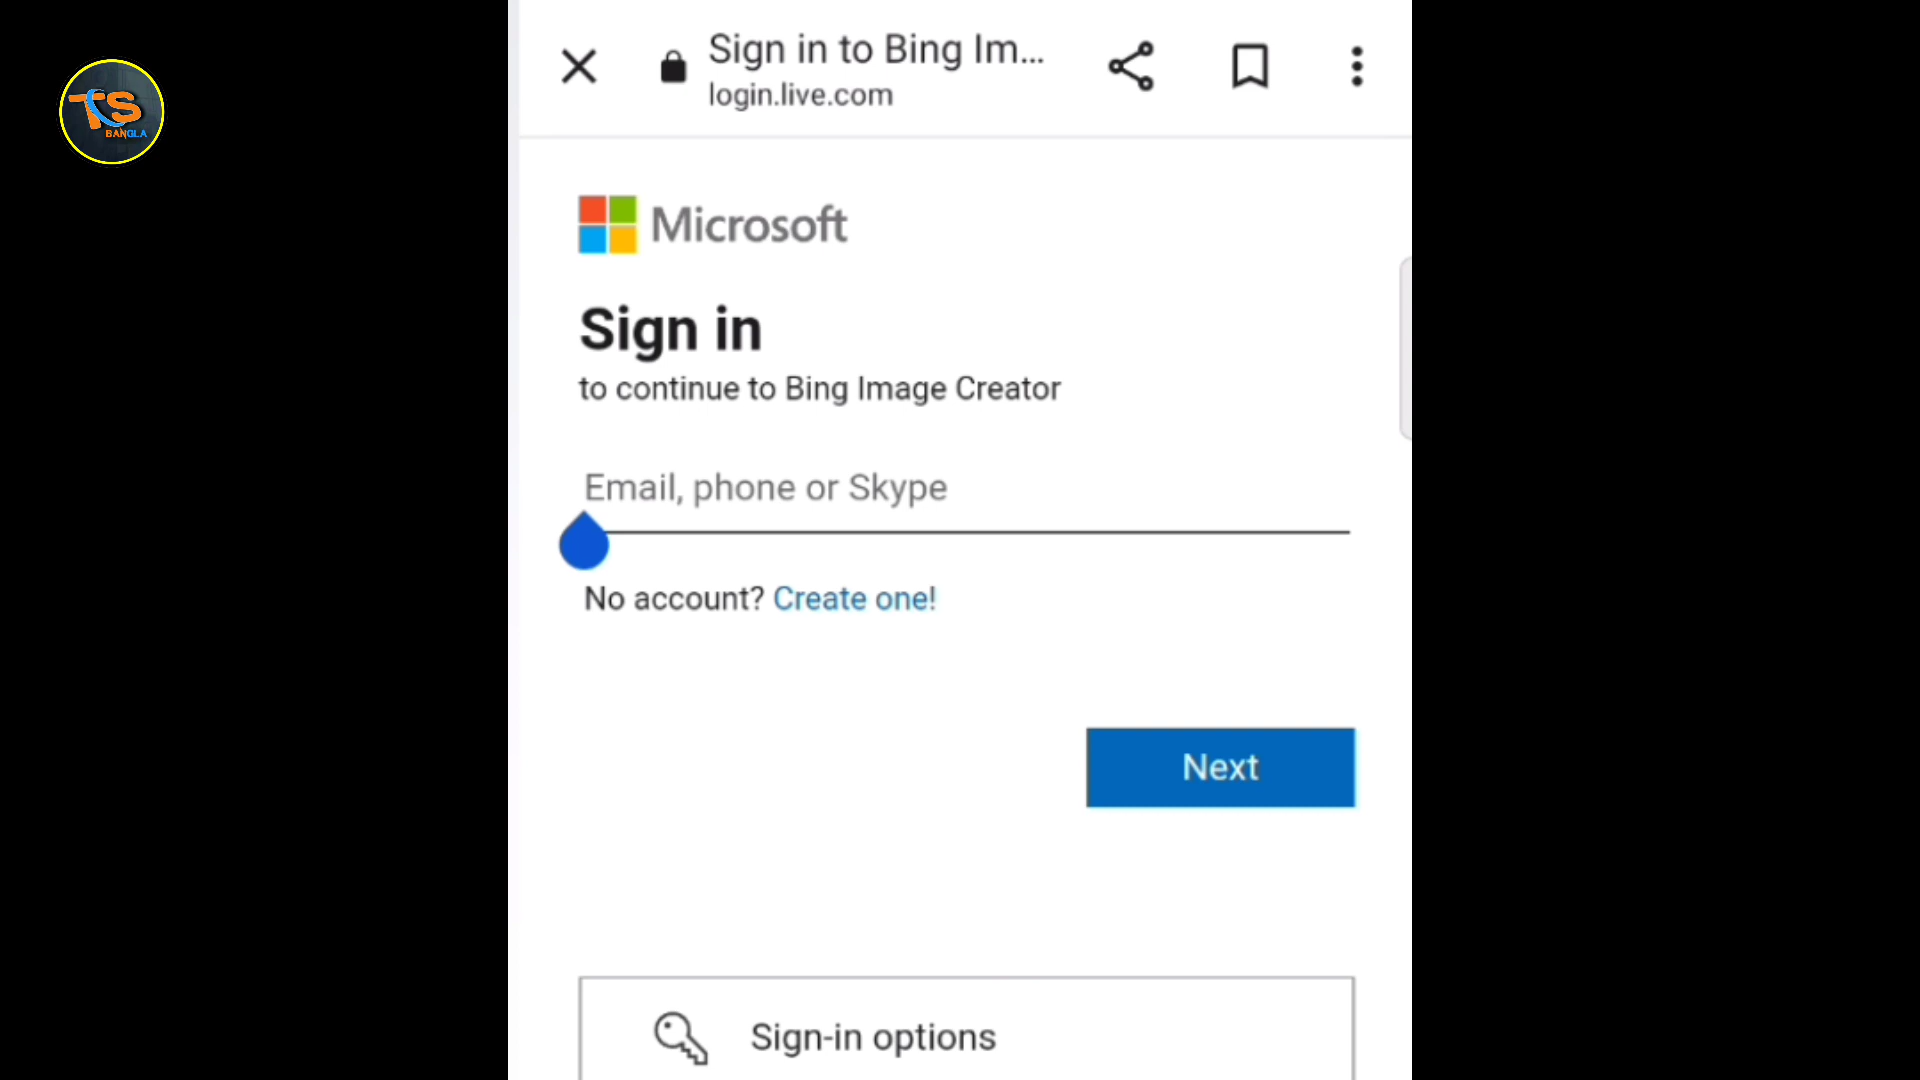 TS
BANGLA
Sign in to Bing Im...
login.live.com
Microsoft
Sign in
to continue to Bing Image Creator
Email, phone or Skype
No account? Create one!
Next
Sign-in options